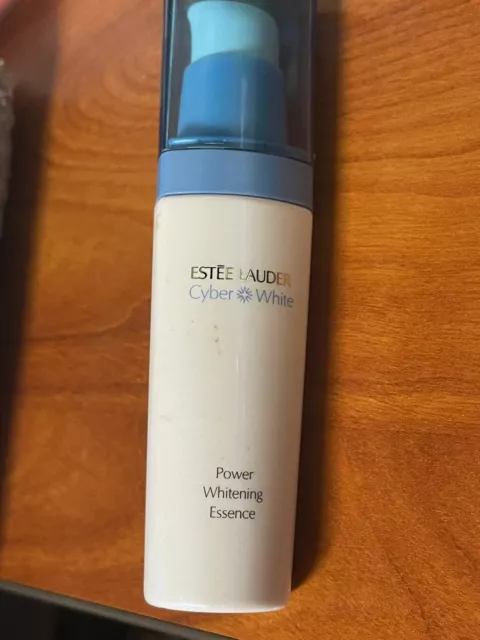 ESTĒE LAUDER
Cyber White
Power
Whitening
Essence